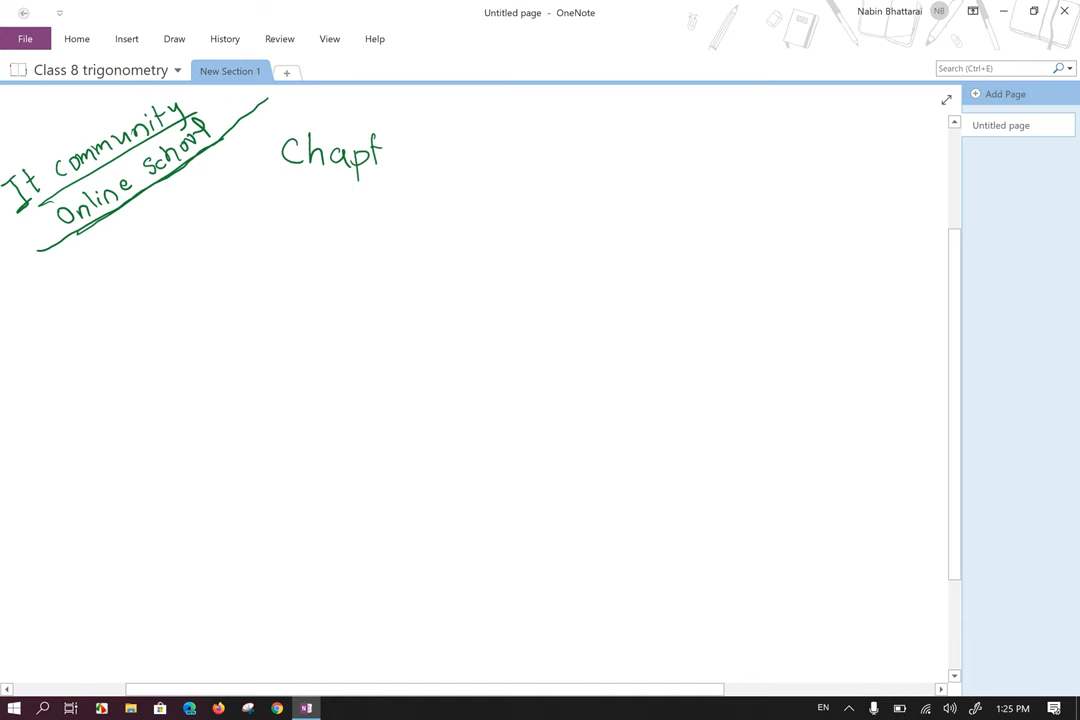 Untitled page - OneNote
Nabin Bhattarai NB
File Home Insert Draw History Review View Help
Class 8 trigonometry New Section 1 +
Search (Ctrl+E)
Add Page
Untitled page
It community
Online School
Chapt
EN 1:25 PM